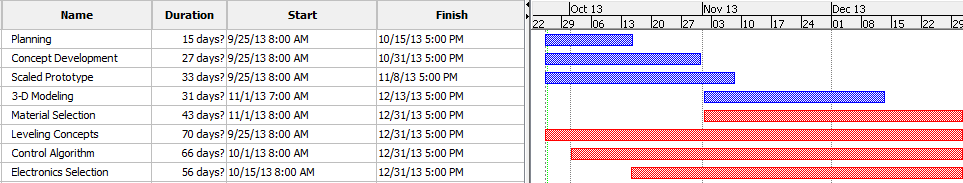 Name Duration Start Finish Oct 13 Nov 13 Dec 13
22 29 06 13 20 27 03 10 17 24 01 08 15 22 29
Planning 15 days? 9/25/13 8:00 AM 10/15/13 5:00 PM
Concept Development 27 days? 9/25/13 8:00 AM 10/31/13 5:00 PM
Scaled Prototype 33 days? 9/25/13 8:00 AM 11/8/13 5:00 PM
3-D Modeling 31 days? 11/1/13 7:00 AM 12/13/13 5:00 PM
Material Selection 43 days? 11/1/13 8:00 AM 12/31/13 5:00 PM
Leveling Concepts 70 days? 9/25/13 8:00 AM 12/31/13 5:00 PM
Control Algorithm 66 days? 10/1/13 8:00 AM 12/31/13 5:00 PM
Electronics Selection 56 days? 10/15/13 8:00 AM 12/31/13 5:00 PM